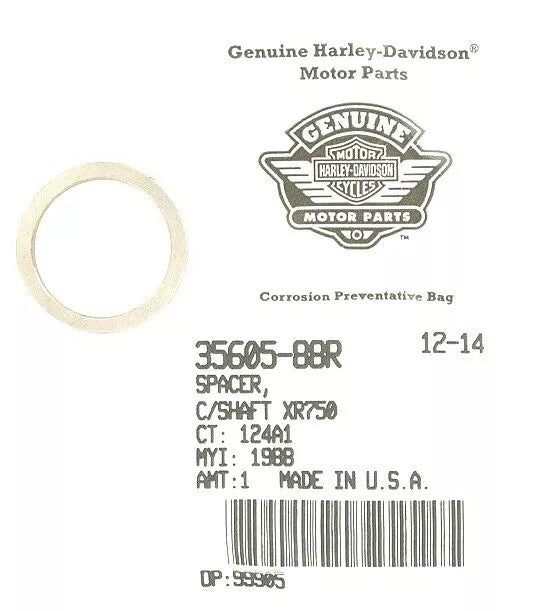 Genuine Harley-Davidson®
Motor Parts
GENUINE
MOTOR
HARLEY-DAVIDSON
CYCLES
MOTOR PARTS
™
Corrosion Preventative Bag
35605-88R
12-14
SPACER,
C/SHAFT XR750
CT: 124A1
MYI: 1988
AMT:1 MADE IN U.S.A.
OP:99905